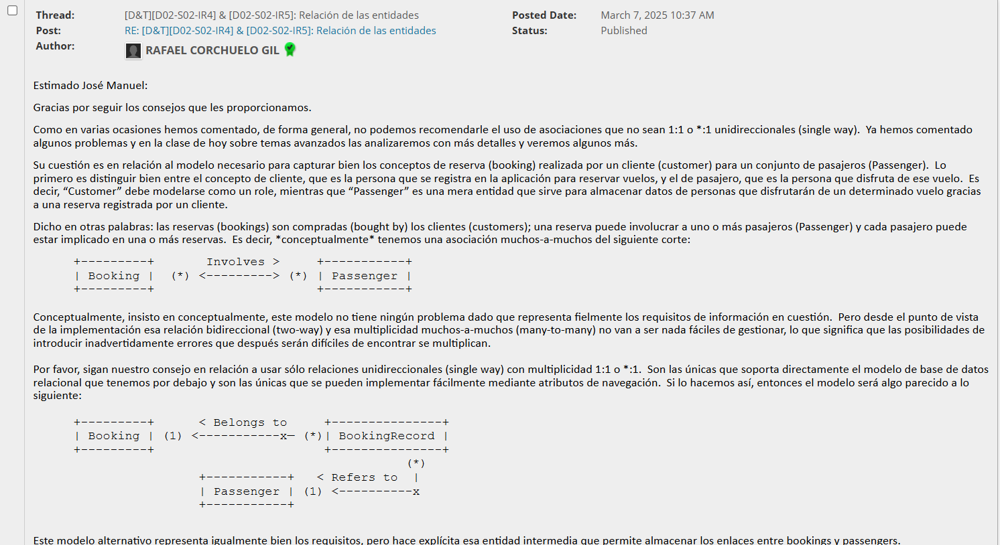 Thread: [D&T][D02-S02-IR4] & [D02-S02-IR5]: Relación de las entidades Posted Date: March 7, 2025 10:37 AM
Post: RE: [D&T][D02-S02-IR4] & [D02-S02-IR5]: Relación de las entidades Status: Published
Author: RAFAEL CORCHUELO GIL
Estimado José Manuel:
Gracias por seguir los consejos que les proporcionamos.
Como en varias ocasiones hemos comentado, de forma general, no podemos recomendarle el uso de asociaciones que no sean 1:1 o *:1 unidireccionales (single way).  Ya hemos comentado
algunos problemas y en la clase de hoy sobre temas avanzados las analizaremos con más detalles y veremos algunos más.
Su cuestión es en relación al modelo necesario para capturar bien los conceptos de reserva (booking) realizada por un cliente (customer) para un conjunto de pasajeros (Passenger).  Lo
primero es distinguir bien entre el concepto de cliente, que es la persona que se registra en la aplicación para reservar vuelos, y el de pasajero, que es la persona que disfruta de ese vuelo.  Es
decir, “Customer” debe modelarse como un role, mientras que “Passenger” es una mera entidad que sirve para almacenar datos de personas que disfrutarán de un determinado vuelo gracias
a una reserva registrada por un cliente.
Dicho en otras palabras: las reservas (bookings) son compradas (bought by) los clientes (customers); una reserva puede involucrar a uno o más pasajeros (Passenger) y cada pasajero puede
estar implicado en una o más reservas.  Es decir, *conceptualmente* tenemos una asociación muchos-a-muchos del siguiente corte:
+---------+       Involves >     +-----------+
| Booking |  (*) <---------> (*) | Passenger |
+---------+                      +-----------+
Conceptualmente, insisto en conceptualmente, este modelo no tiene ningún problema dado que representa fielmente los requisitos de información en cuestión.  Pero desde el punto de vista
de la implementación esa relación bidireccional (two-way) y esa multiplicidad muchos-a-muchos (many-to-many) no van a ser nada fáciles de gestionar, lo que significa que las posibilidades de
introducir inadvertidamente errores que después serán difíciles de encontrar se multiplican.
Por favor, sigan nuestro consejo en relación a usar sólo relaciones unidireccionales (single way) con multiplicidad 1:1 o *:1.  Son las únicas que soporta directamente el modelo de base de datos
relacional que tenemos por debajo y son las únicas que se pueden implementar fácilmente mediante atributos de navegación.  Si lo hacemos así, entonces el modelo será algo parecido a lo
siguiente:
+---------+      < Belongs to     +---------------+
| Booking | (1) <-----------x— (*)| BookingRecord |
+---------+                       +---------------+
(*)
+-----------+   < Refers to  |
| Passenger | (1) <----------x
+-----------+
Este modelo alternativo representa igualmente bien los requisitos, pero hace explícita esa entidad intermedia que permite almacenar los enlaces entre bookings y passengers.